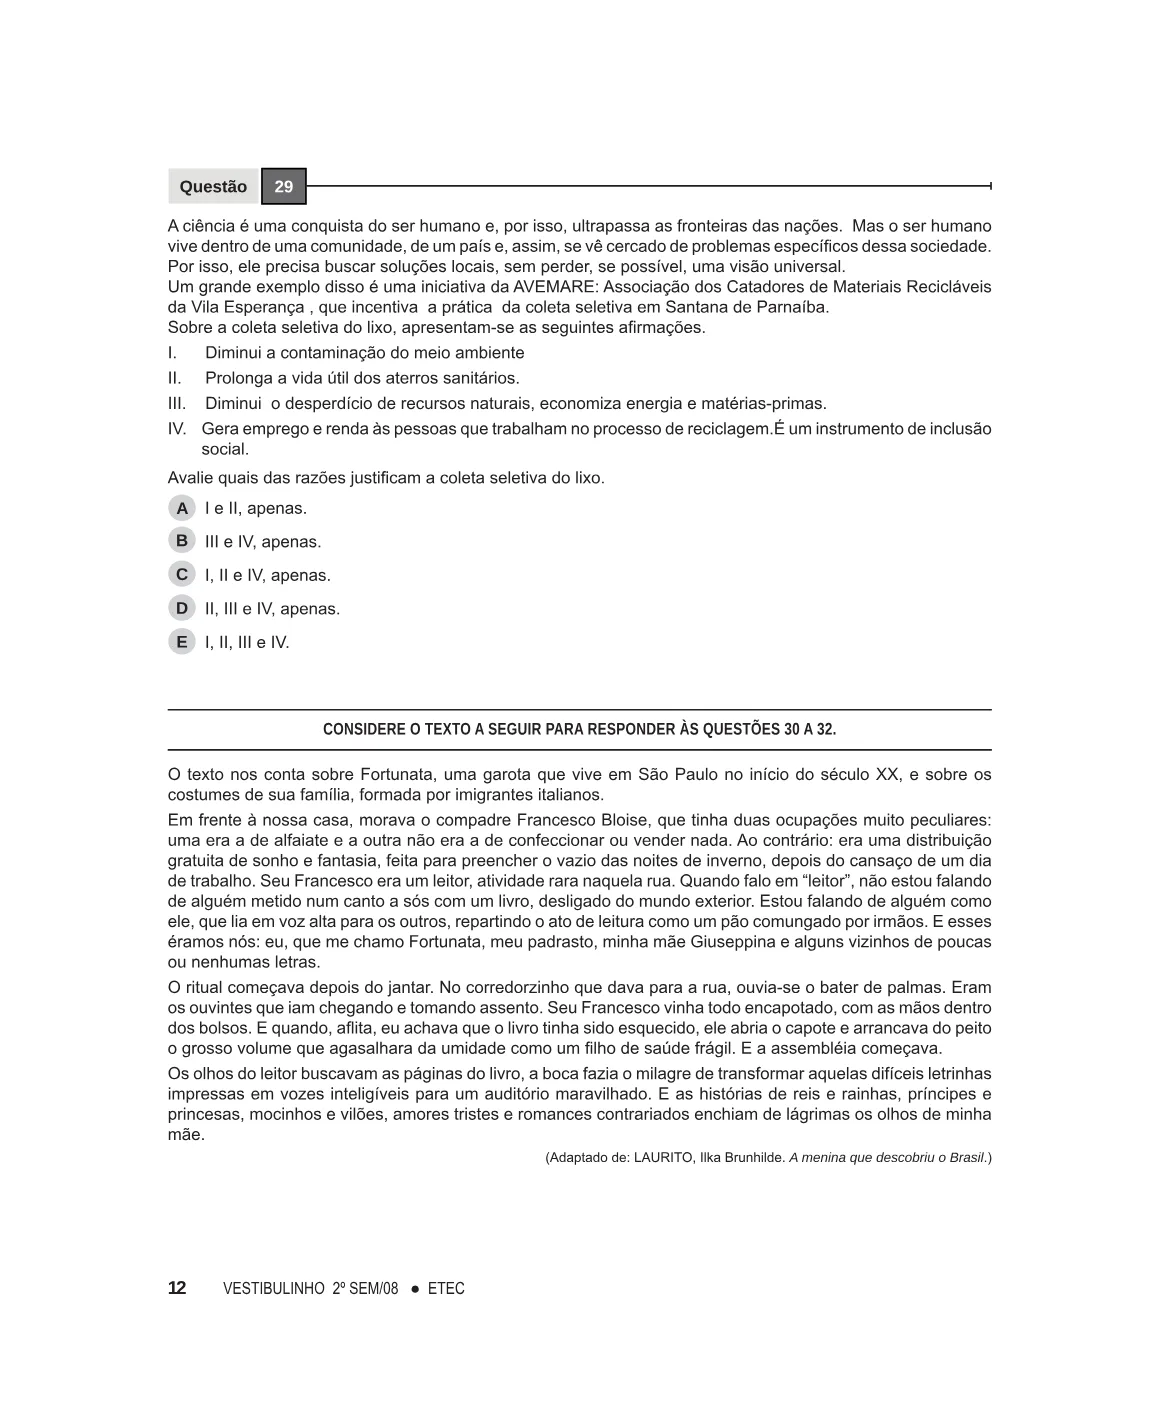 Questão 29
A ciência é uma conquista do ser humano e, por isso, ultrapassa as fronteiras das nações. Mas o ser humano
vive dentro de uma comunidade, de um país e, assim, se vê cercado de problemas específicos dessa sociedade.
Por isso, ele precisa buscar soluções locais, sem perder, se possível, uma visão universal.
Um grande exemplo disso é uma iniciativa da AVEMARE: Associação dos Catadores de Materiais Recicláveis
da Vila Esperança , que incentiva a prática da coleta seletiva em Santana de Parnaíba.
Sobre a coleta seletiva do lixo, apresentam-se as seguintes afirmações.
I. Diminui a contaminação do meio ambiente
II. Prolonga a vida útil dos aterros sanitários.
III. Diminui o desperdício de recursos naturais, economiza energia e matérias-primas.
IV. Gera emprego e renda às pessoas que trabalham no processo de reciclagem.É um instrumento de inclusão
social.
Avalie quais das razões justificam a coleta seletiva do lixo.
A I e II, apenas.
B III e IV, apenas.
C I, II e IV, apenas.
D II, III e IV, apenas.
E I, II, III e IV.
CONSIDERE O TEXTO A SEGUIR PARA RESPONDER ÀS QUESTÕES 30 A 32.
O texto nos conta sobre Fortunata, uma garota que vive em São Paulo no início do século XX, e sobre os
costumes de sua família, formada por imigrantes italianos.
Em frente à nossa casa, morava o compadre Francesco Bloise, que tinha duas ocupações muito peculiares:
uma era a de alfaiate e a outra não era a de confeccionar ou vender nada. Ao contrário: era uma distribuição
gratuita de sonho e fantasia, feita para preencher o vazio das noites de inverno, depois do cansaço de um dia
de trabalho. Seu Francesco era um leitor, atividade rara naquela rua. Quando falo em “leitor”, não estou falando
de alguém metido num canto a sós com um livro, desligado do mundo exterior. Estou falando de alguém como
ele, que lia em voz alta para os outros, repartindo o ato de leitura como um pão comungado por irmãos. E esses
éramos nós: eu, que me chamo Fortunata, meu padrasto, minha mãe Giuseppina e alguns vizinhos de poucas
ou nenhumas letras.
O ritual começava depois do jantar. No corredorzinho que dava para a rua, ouvia-se o bater de palmas. Eram
os ouvintes que iam chegando e tomando assento. Seu Francesco vinha todo encapotado, com as mãos dentro
dos bolsos. E quando, aflita, eu achava que o livro tinha sido esquecido, ele abria o capote e arrancava do peito
o grosso volume que agasalhara da umidade como um filho de saúde frágil. E a assembléia começava.
Os olhos do leitor buscavam as páginas do livro, a boca fazia o milagre de transformar aquelas difíceis letrinhas
impressas em vozes inteligíveis para um auditório maravilhado. E as histórias de reis e rainhas, príncipes e
princesas, mocinhos e vilões, amores tristes e romances contrariados enchiam de lágrimas os olhos de minha
mãe.
(Adaptado de: LAURITO, Ilka Brunhilde. A menina que descobriu o Brasil.)
12 VESTIBULINHO 2º SEM/08 ● ETEC